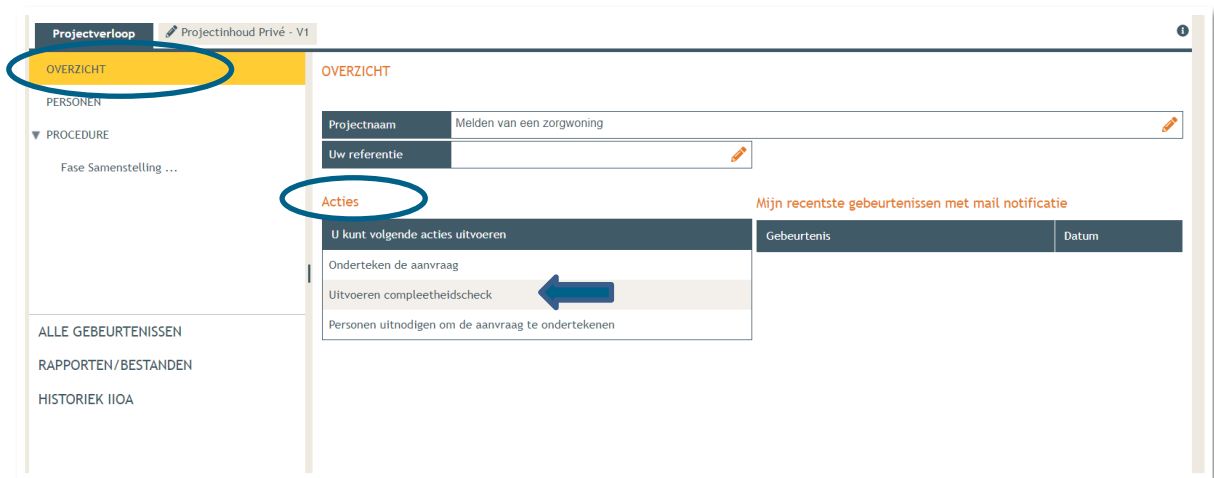 Projectverloop
Projectinhoud Privé - V1
OVERZICHT
PERSONEN
PROCEDURE
Fase Samenstelling ...
ALLE GEBEURTENISSEN
RAPPORTEN/BESTANDEN
HISTORIEK IIOA
OVERZICHT
Projectnaam Melden van een zorgwoning
Uw referentie
Acties
U kunt volgende acties uitvoeren
Onderteken de aanvraag
Uitvoeren compleetheidscheck
Personen uitnodigen om de aanvraag te ondertekenen
Mijn recentste gebeurtenissen met mail notificatie
Gebeurtenis Datum